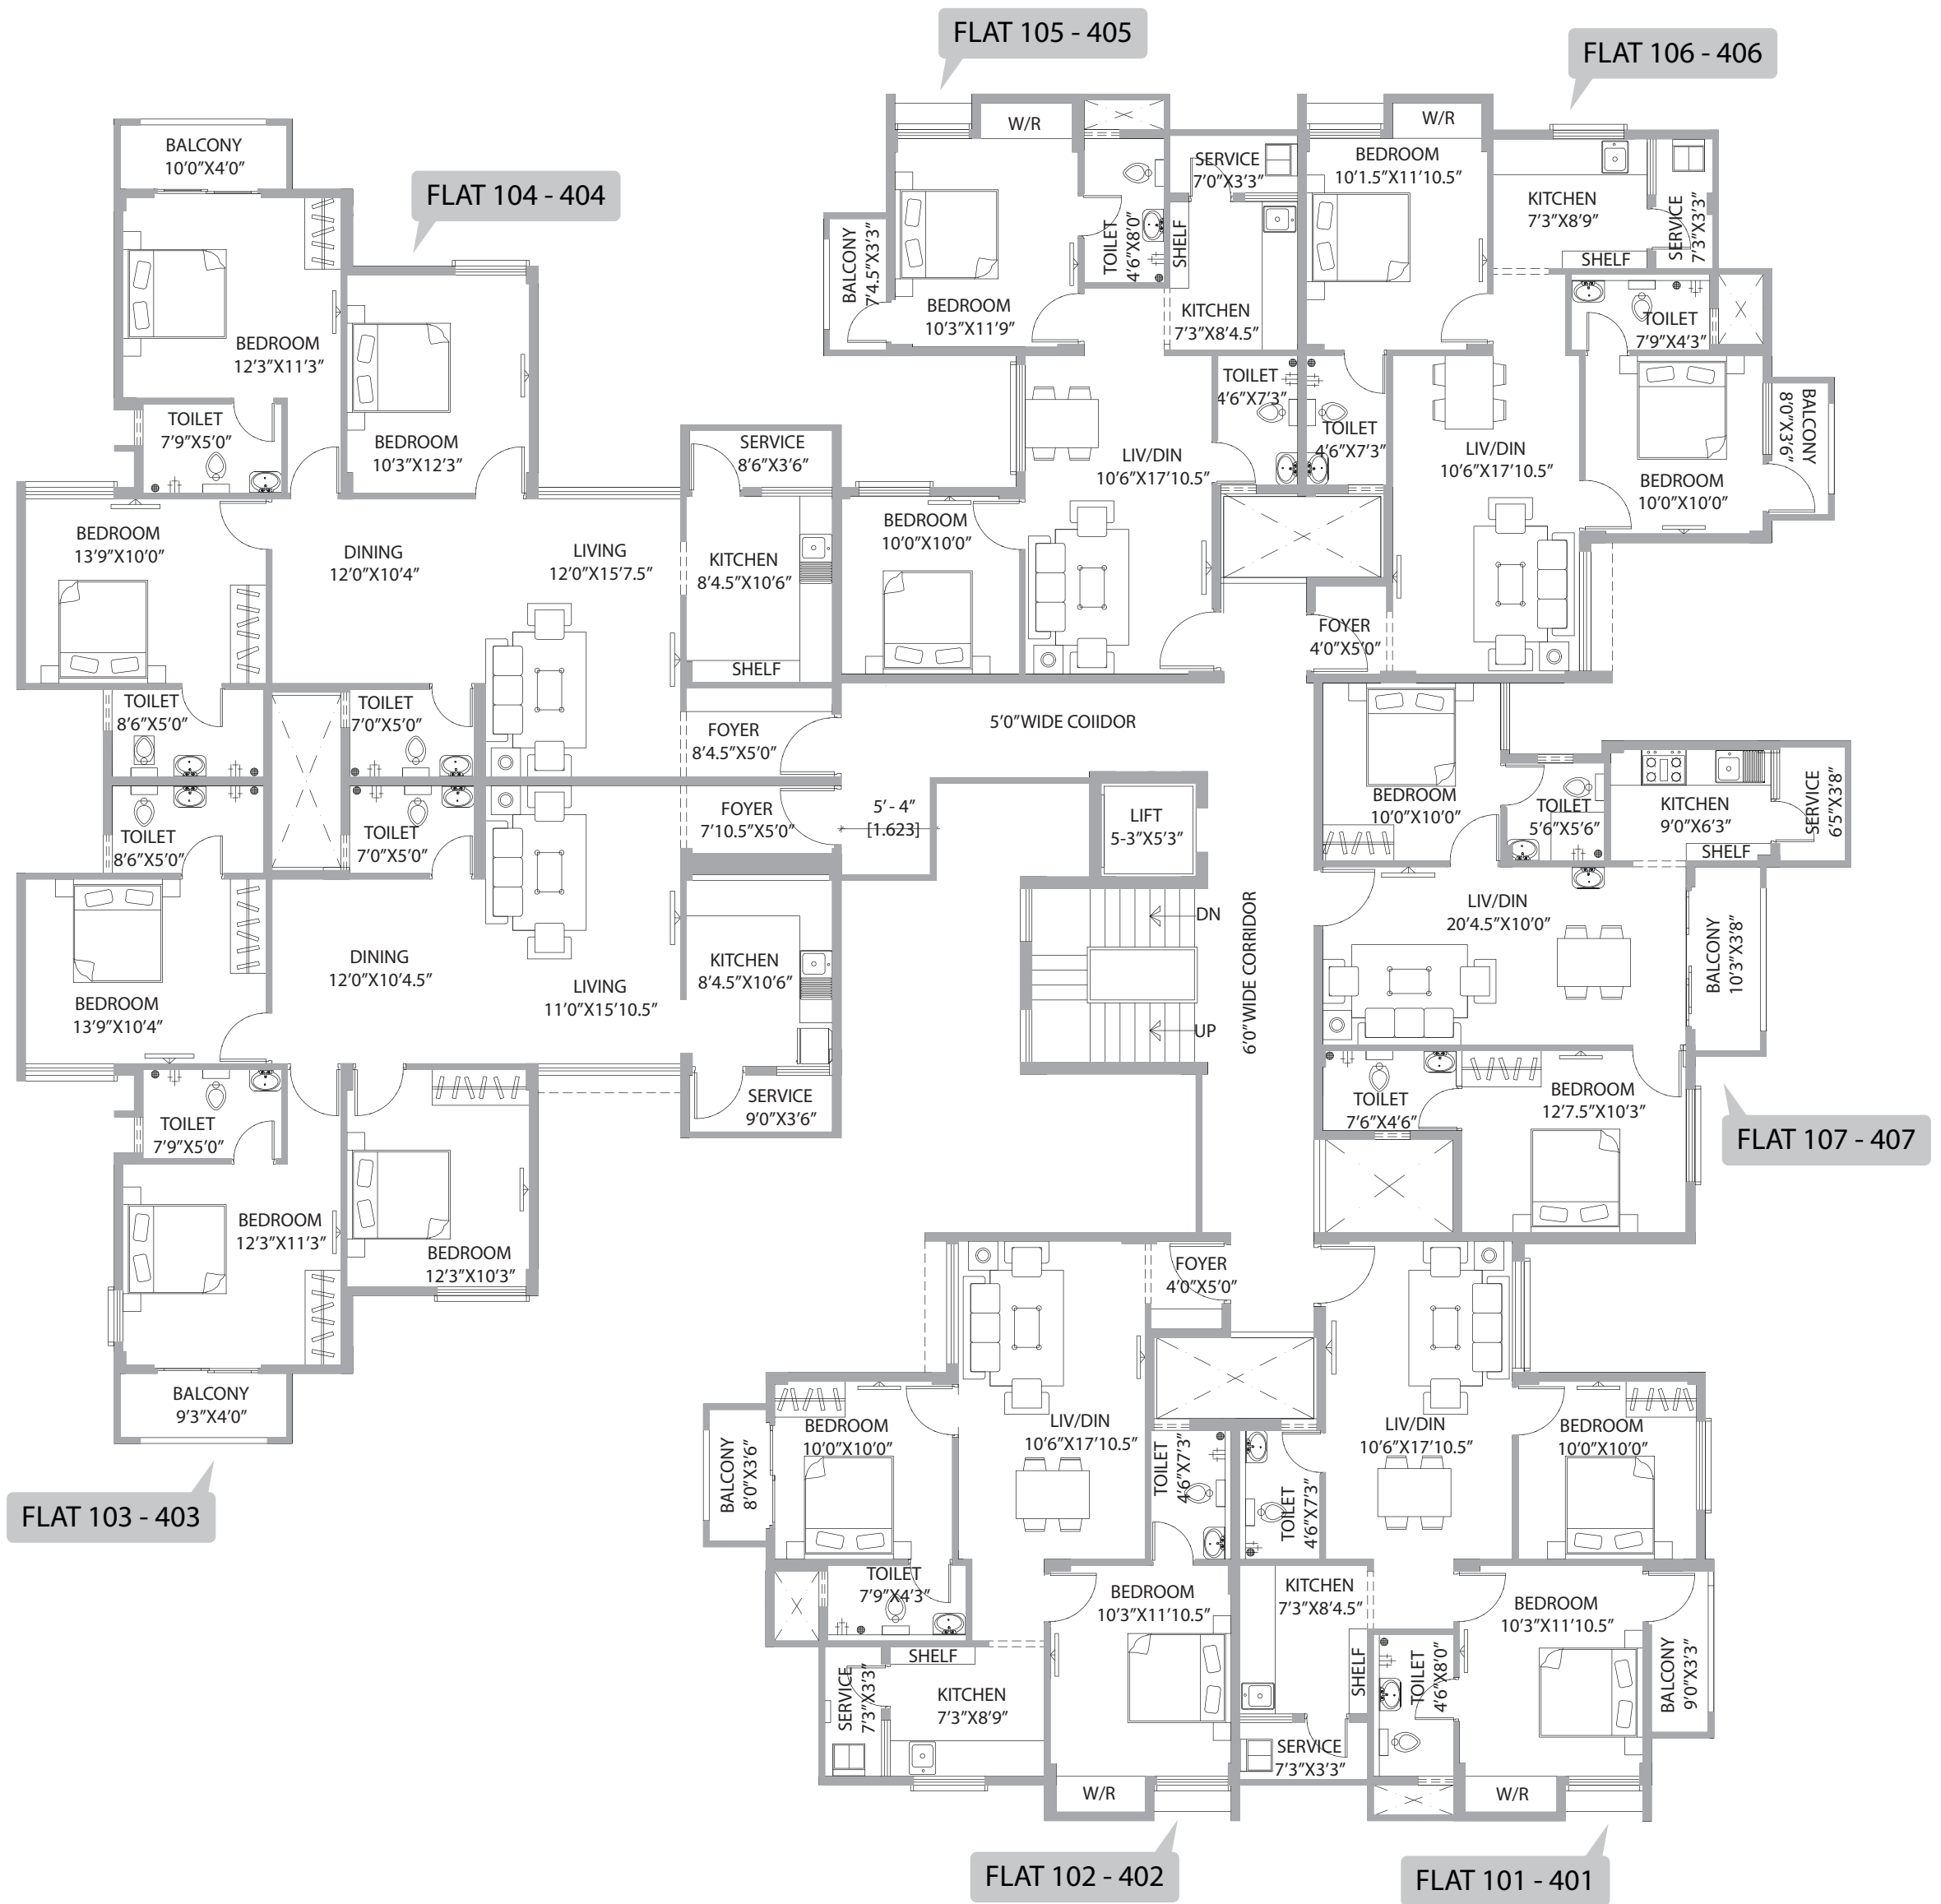 FLAT 105 - 405
FLAT 106 - 406
W/R
W/R
BALCONY
10'0"X4'0"
FLAT 104 - 404
SERVICE
7'0"X3'3"
BEDROOM
10'1.5"X11'10.5"
KITCHEN
7'3"X8'9"
SERVICE
7'3"X3'3"
SHELF
TOILET
4'6"X8'0"
SHELF
BALCONY
7'4.5"X3'3"
BEDROOM
10'3"X11'9"
KITCHEN
7'3"X8'4.5"
TOILET
7'9"X4'3"
BEDROOM
12'3"X11'3"
TOILET
7'9"X5'0"
BEDROOM
10'3"X12'3"
SERVICE
8'6"X3'6"
TOILET
4'6"X7'3"
TOILET
4'6"X7'3"
LIV/DIN
10'6"X17'10.5"
LIV/DIN
10'6"X17'10.5"
BALCONY
8'0"X3'6"
BEDROOM
10'0"X10'0"
BEDROOM
13'9"X10'0"
DINING
12'0"X10'4"
LIVING
12'0"X15'7.5"
KITCHEN
8'4.5"X10'6"
BEDROOM
10'0"X10'0"
SHELF
FOYER
4'0"X5'0"
TOILET
8'6"X5'0"
TOILET
7'0"X5'0"
FOYER
8'4.5"X5'0"
5'0"WIDE COIIDOR
BEDROOM
10'0"X10'0"
TOILET
5'6"X5'6"
KITCHEN
9'0"X6'3"
SHELF
SERVICE
6'5"X3'8"
TOILET
8'6"X5'0"
TOILET
7'0"X5'0"
FOYER
7'10.5"X5'0"
5' - 4"
[1.623]
LIFT
5-3"X5'3"
DN
UP
6'0"WIDE CORRIDOR
LIV/DIN
20'4.5"X10'0"
BALCONY
10'3"X3'8"
BEDROOM
13'9"X10'4"
DINING
12'0"X10'4.5"
LIVING
11'0"X15'10.5"
KITCHEN
8'4.5"X10'6"
SERVICE
9'0"X3'6"
TOILET
7'6"X4'6"
BEDROOM
12'7.5"X10'3"
FLAT 107 - 407
TOILET
7'9"X5'0"
BEDROOM
12'3"X11'3"
BEDROOM
12'3"X10'3"
BALCONY
9'3"X4'0"
FLAT 103 - 403
FOYER
4'0"X5'0"
BALCONY
8'0"X3'6"
BEDROOM
10'0"X10'0"
LIV/DIN
10'6"X17'10.5"
TOILET
4'6"X7'3"
TOILET
4'6"X7'3"
LIV/DIN
10'6"X17'10.5"
BEDROOM
10'0"X10'0"
TOILET
7'9"X4'3"
BEDROOM
10'3"X11'10.5"
KITCHEN
7'3"X8'4.5"
BEDROOM
10'3"X11'10.5"
SHELF
SERVICE
7'3"X3'3"
KITCHEN
7'3"X8'9"
SHELF
TOILET
4'6"X8'0"
BALCONY
9'0"X3'3"
SERVICE
7'3"X3'3"
W/R
W/R
FLAT 102 - 402
FLAT 101 - 401